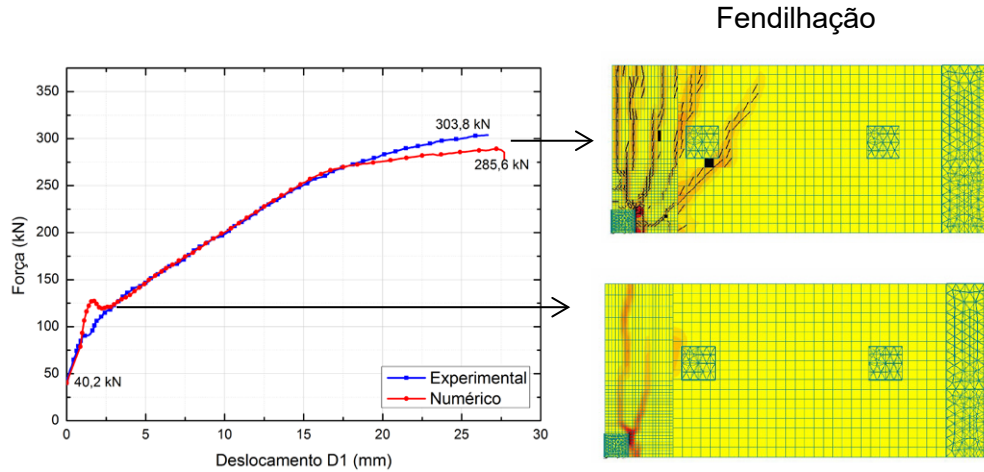 Fendilhação
350
300
250
200
150
100
50
0
Força (kN)
303,8 kN
285,6 kN
40,2 kN
Experimental
Numérico
0 5 10 15 20 25 30
Deslocamento D1 (mm)